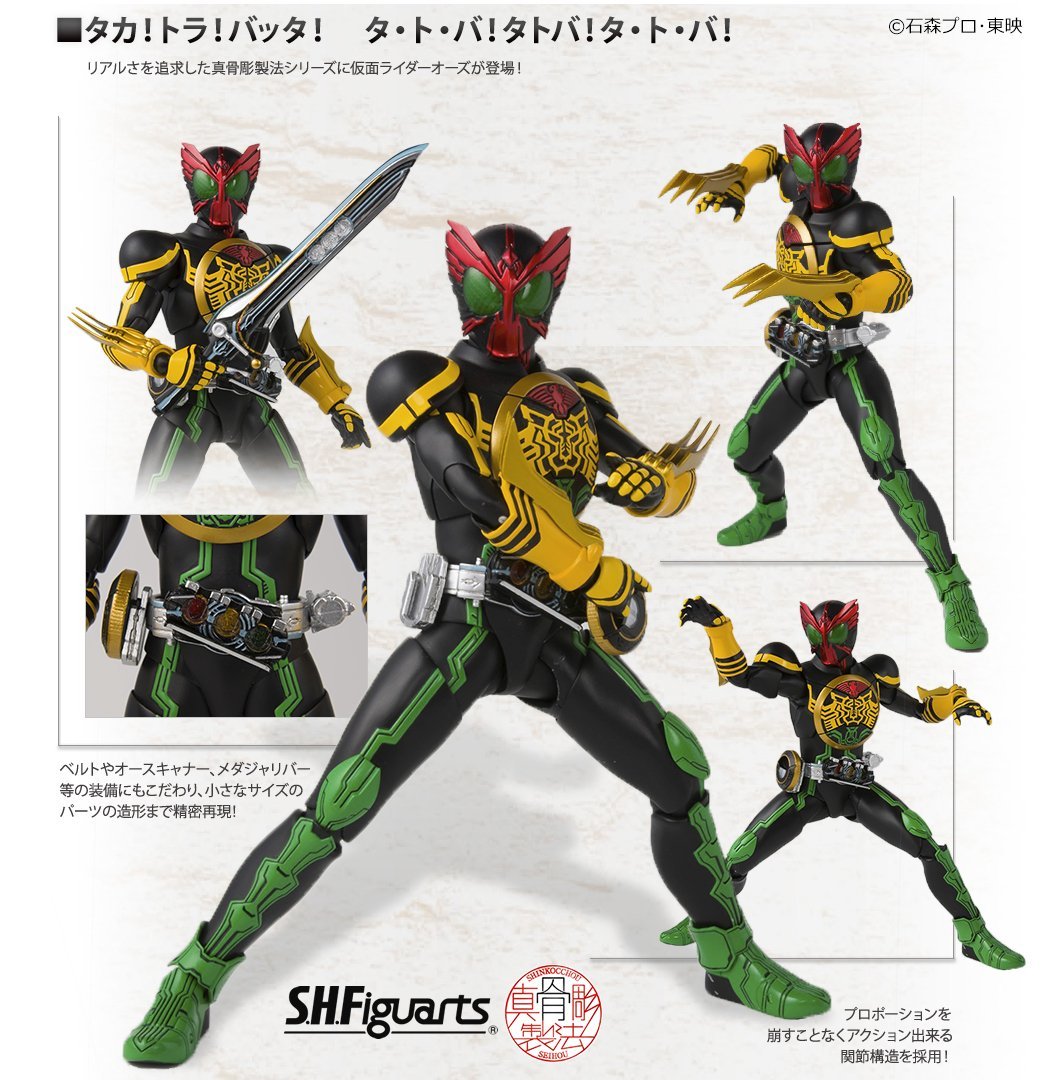 ■タカ!トラ!バッタ! タ・ト・バ!タトバ!タ・ト・バ!
©石森プロ・東映
リアルさを追求した真骨彫製法シリーズに仮面ライダーオーズが登場!
ベルトやオースキャナー、メダジャリバー
等の装備にもこだわり、小さなサイズの
パーツの造形まで精密再現!
S.H.Figuarts®
SHINKOCCHOU
真骨彫
製法
SEIHOU
プロポーションを
崩すことなくアクション出来る
関節構造を採用!